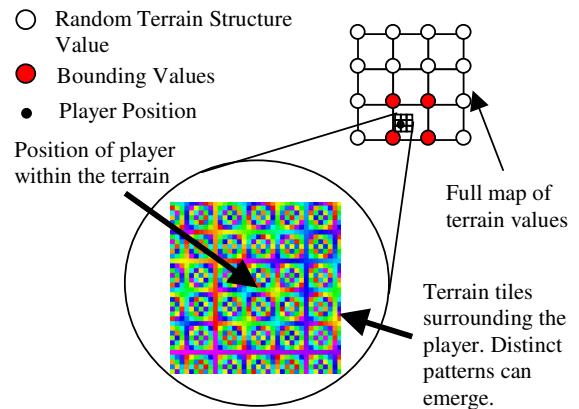 Random Terrain Structure
Value
Bounding Values
Player Position
Position of player
within the terrain
Full map of
terrain values
Terrain tiles
surrounding the
player. Distinct
patterns can
emerge.